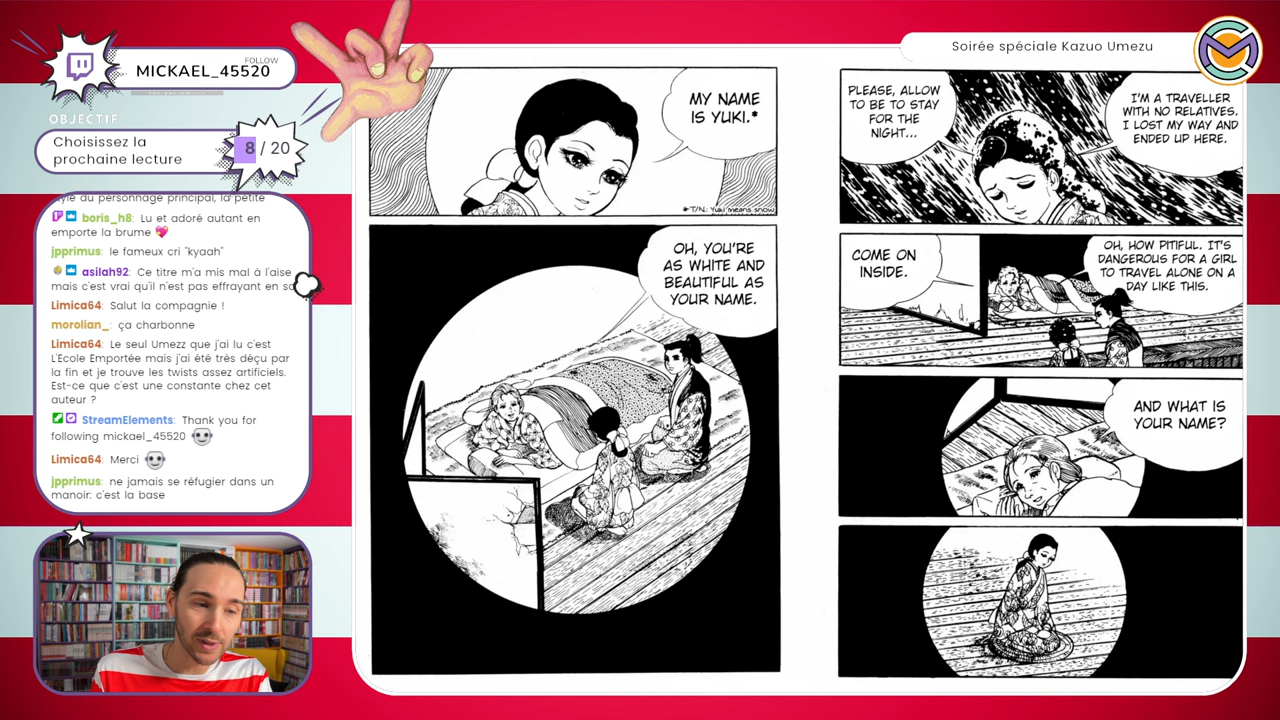 FOLLOW
MICKAEL_45520
OBJECTIF
Choisissez la
prochaine lecture
8 / 20
style du personnage principal, la petite
boris_h8: Lu et adoré autant en
emporte la brume 💖
jpprimus: le fameux cri "kyaah"
asilah92: Ce titre m'a mis mal à l'aise
mais c'est vrai qu'il n'est pas effrayant en so
Limica64: Salut la compagnie !
morolian_: ça charbonne
Limica64: Le seul Umezz que j'ai lu c'est
L'Ecole Emportée mais j'ai été très déçu par
la fin et je trouve les twists assez artificiels.
Est-ce que c'est une constante chez cet
auteur ?
StreamElements: Thank you for
following mickael_45520
Limica64: Merci
jpprimus: ne jamais se réfugier dans un
manoir: c'est la base
Soirée spéciale Kazuo Umezu
PLEASE, ALLOW
TO BE TO STAY
FOR THE
NIGHT...
I'M A TRAVELLER
WITH NO RELATIVES.
I LOST MY WAY AND
ENDED UP HERE.
COME ON
INSIDE.
OH, HOW PITIFUL. IT'S
DANGEROUS FOR A GIRL
TO TRAVEL ALONE ON A
DAY LIKE THIS.
AND WHAT IS
YOUR NAME?
MY NAME
IS YUKI.*
*T/N: Yuki means snow
OH, YOU'RE
AS WHITE AND
BEAUTIFUL AS
YOUR NAME.